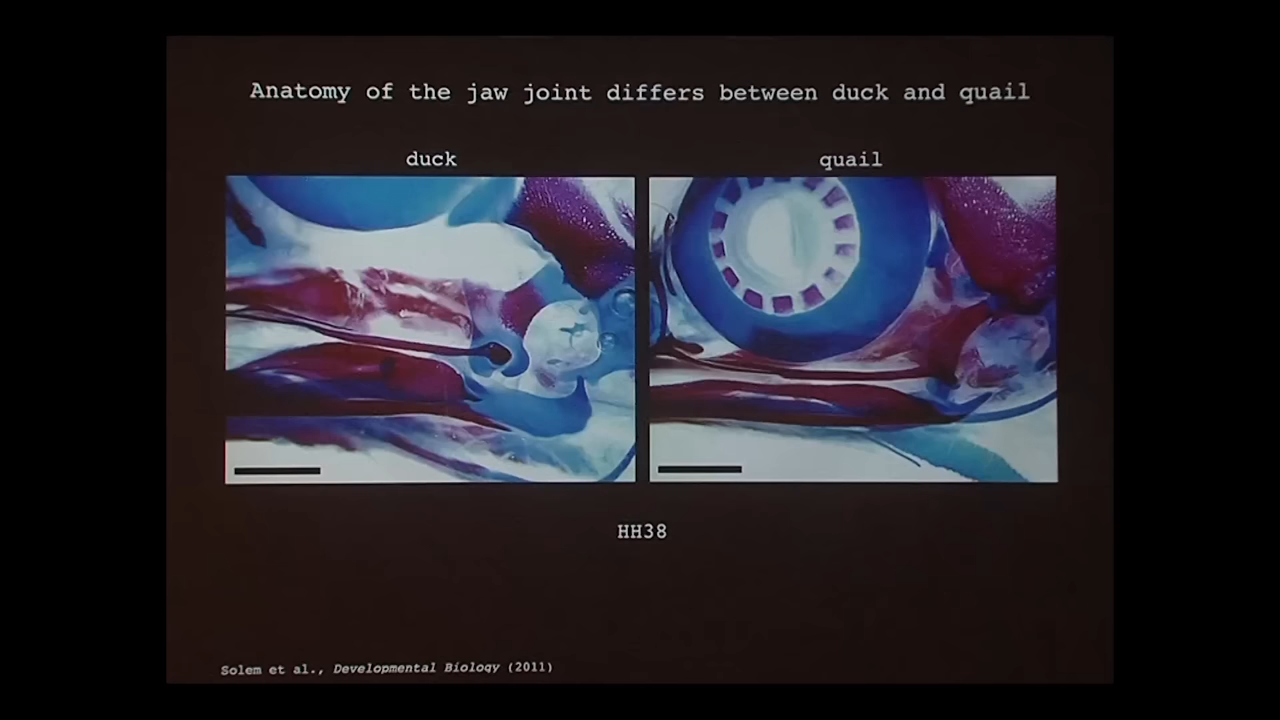 Anatomy of the jaw joint differs between duck and quail
duck
quail
HH38
Solem et al., Developmental Biology (2011)